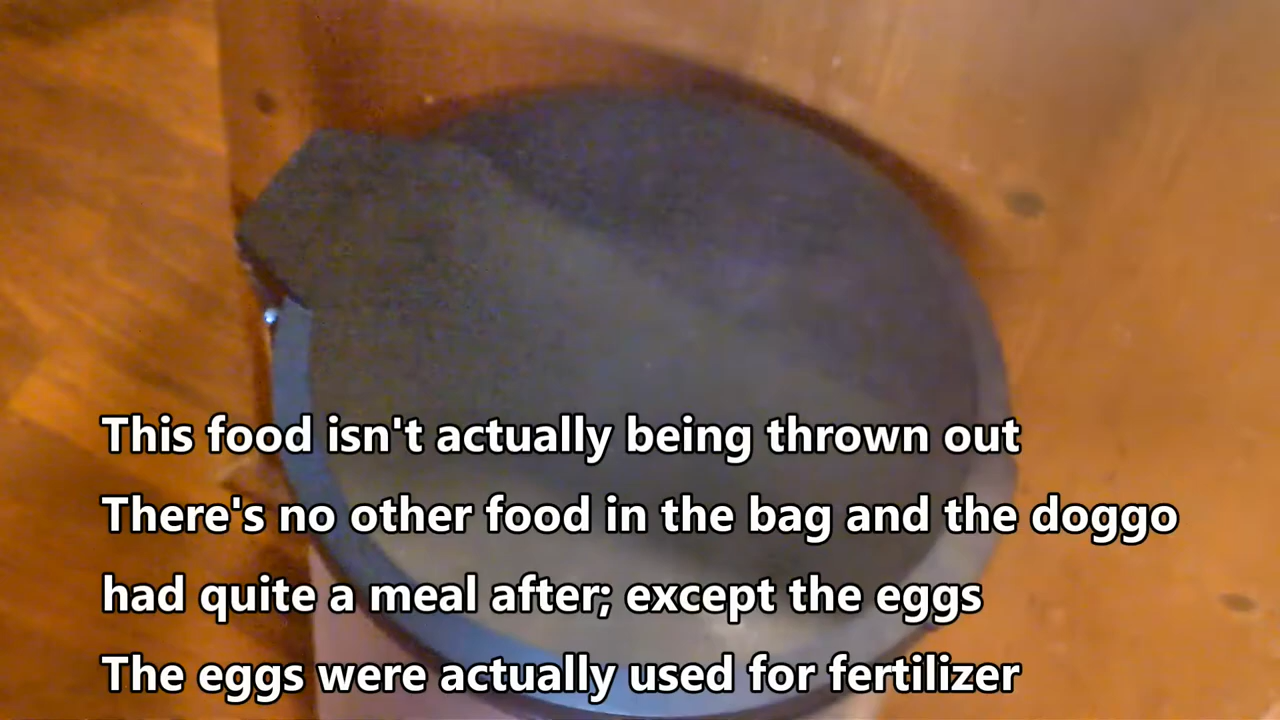 This food isn't actually being thrown out
There's no other food in the bag and the doggo
had quite a meal after; except the eggs
The eggs were actually used for fertilizer